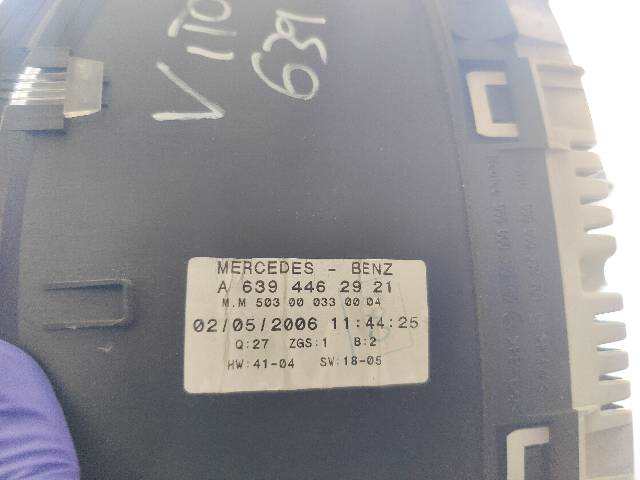 VITO
639
MERCEDES - BENZ
A 639 446 29 21
M.M 503 00 033 00 04
02/05/2006 11:44:25
Q:27 ZGS:1 B:2
HW:41-04 SW:18-05